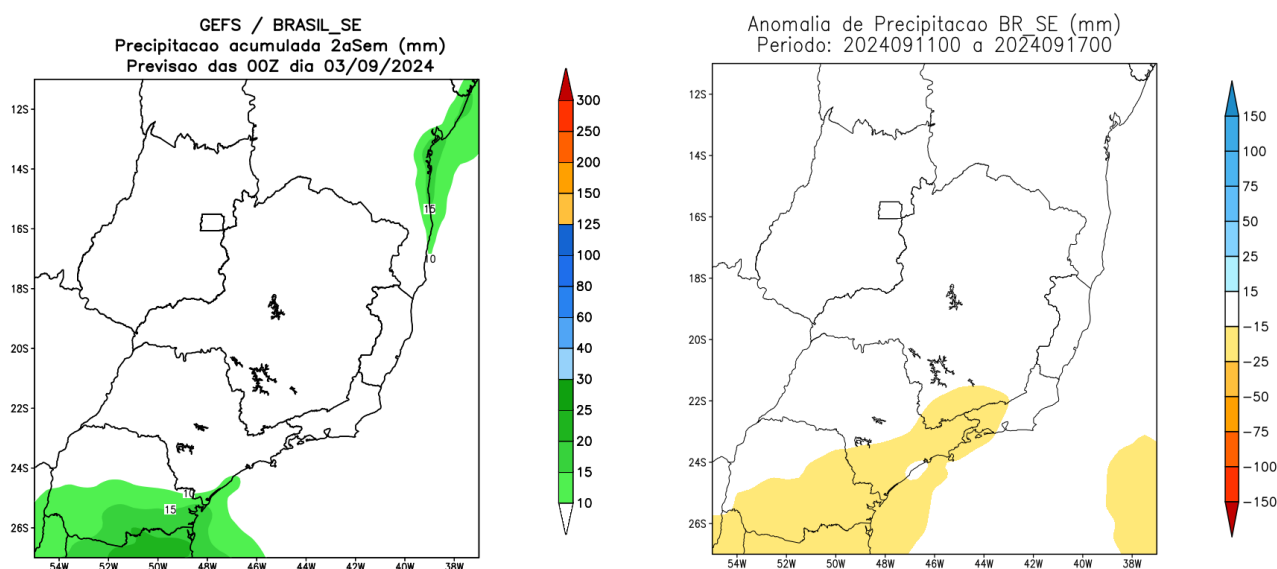 GEFS / BRASIL_SE
Precipitacao acumulada 2aSem (mm)
Previsao das 00Z dia 03/09/2024
12S
14S
16S
18S
20S
22S
24S
26S
54W
52W
50W
48W
46W
44W
42W
40W
38W
15
10
10
15
300
250
200
150
125
100
80
60
40
30
25
20
15
10
Anomalia de Precipitacao BR_SE (mm)
Periodo: 2024091100 a 2024091700
12S
14S
16S
18S
20S
22S
24S
26S
54W
52W
50W
48W
46W
44W
42W
40W
38W
150
100
75
50
25
15
−15
−25
−50
−75
−100
−150